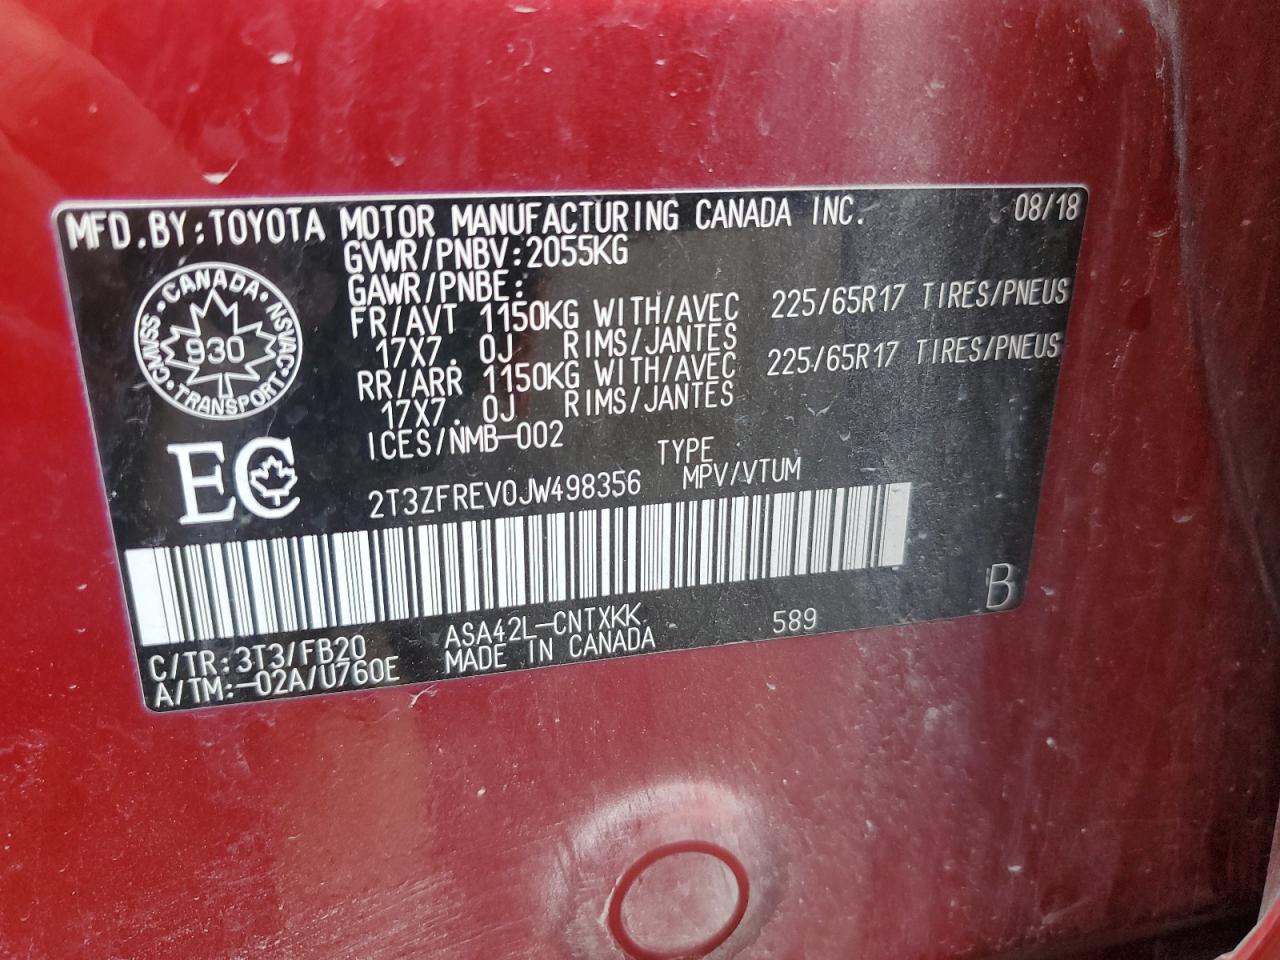 MFD.BY:TOYOTA MOTOR MANUFACTURING CANADA INC. 08/18
GVWR/PNBV:2055KG
GAWR/PNBE:
FR/AVT 1150KG WITH/AVEC 225/65R17 TIRES/PNEUS
17X7. 0J RIMS/JANTES
RR/ARR 1150KG WITH/AVEC 225/65R17 TIRES/PNEUS
17X7. 0J RIMS/JANTES
ICES/NMB-002
CANADA • NSVAC • TRANSPORT • CMVSS •
930
EC
TYPE
2T3ZFREV0JW498356 MPV/VTUM
C/TR:3T3/FB20 ASA42L-CNTXKK 589 B
A/TM:-02A/U760E MADE IN CANADA